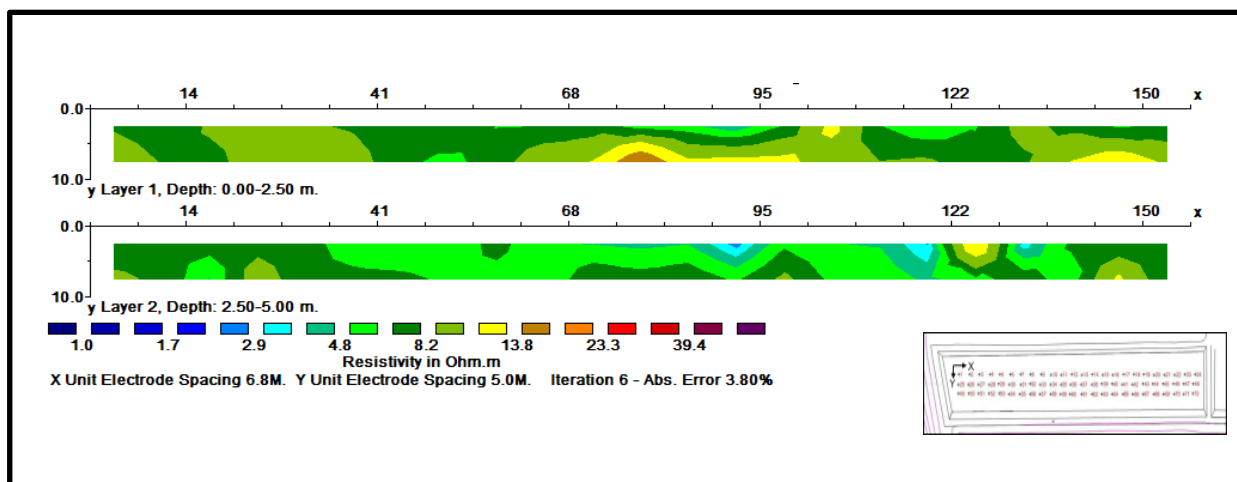 14 41 68 95 122 150 x
0.0
10.0
y Layer 1, Depth: 0.00-2.50 m.
14 41 68 95 122 150 x
0.0
10.0
y Layer 2, Depth: 2.50-5.00 m.
1.0 1.7 2.9 4.8 8.2 13.8 23.3 39.4
Resistivity in Ohm.m
X Unit Electrode Spacing 6.8M. Y Unit Electrode Spacing 5.0M. Iteration 6 - Abs. Error 3.80%
X
Y